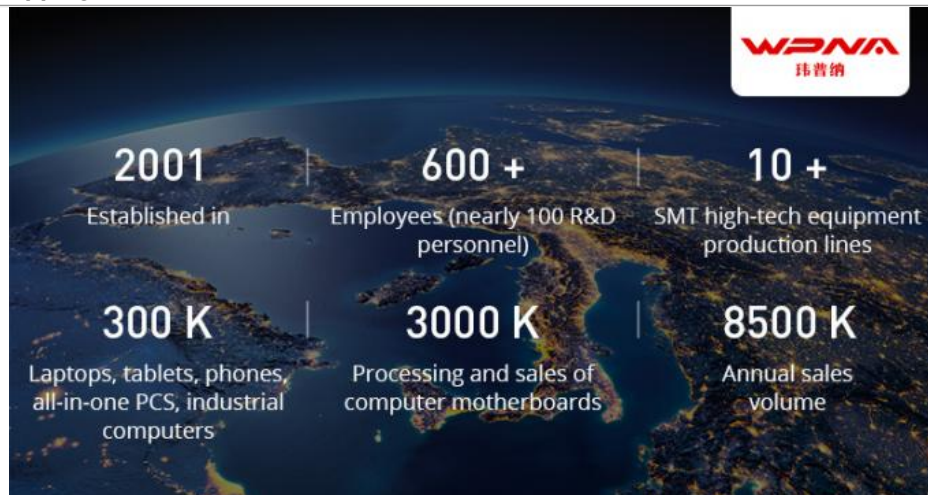 WPNA
玮普纳
2001
Established in
600 +
Employees (nearly 100 R&D
personnel)
10 +
SMT high-tech equipment
production lines
300 K
Laptops, tablets, phones,
all-in-one PCS, industrial
computers
3000 K
Processing and sales of
computer motherboards
8500 K
Annual sales
volume